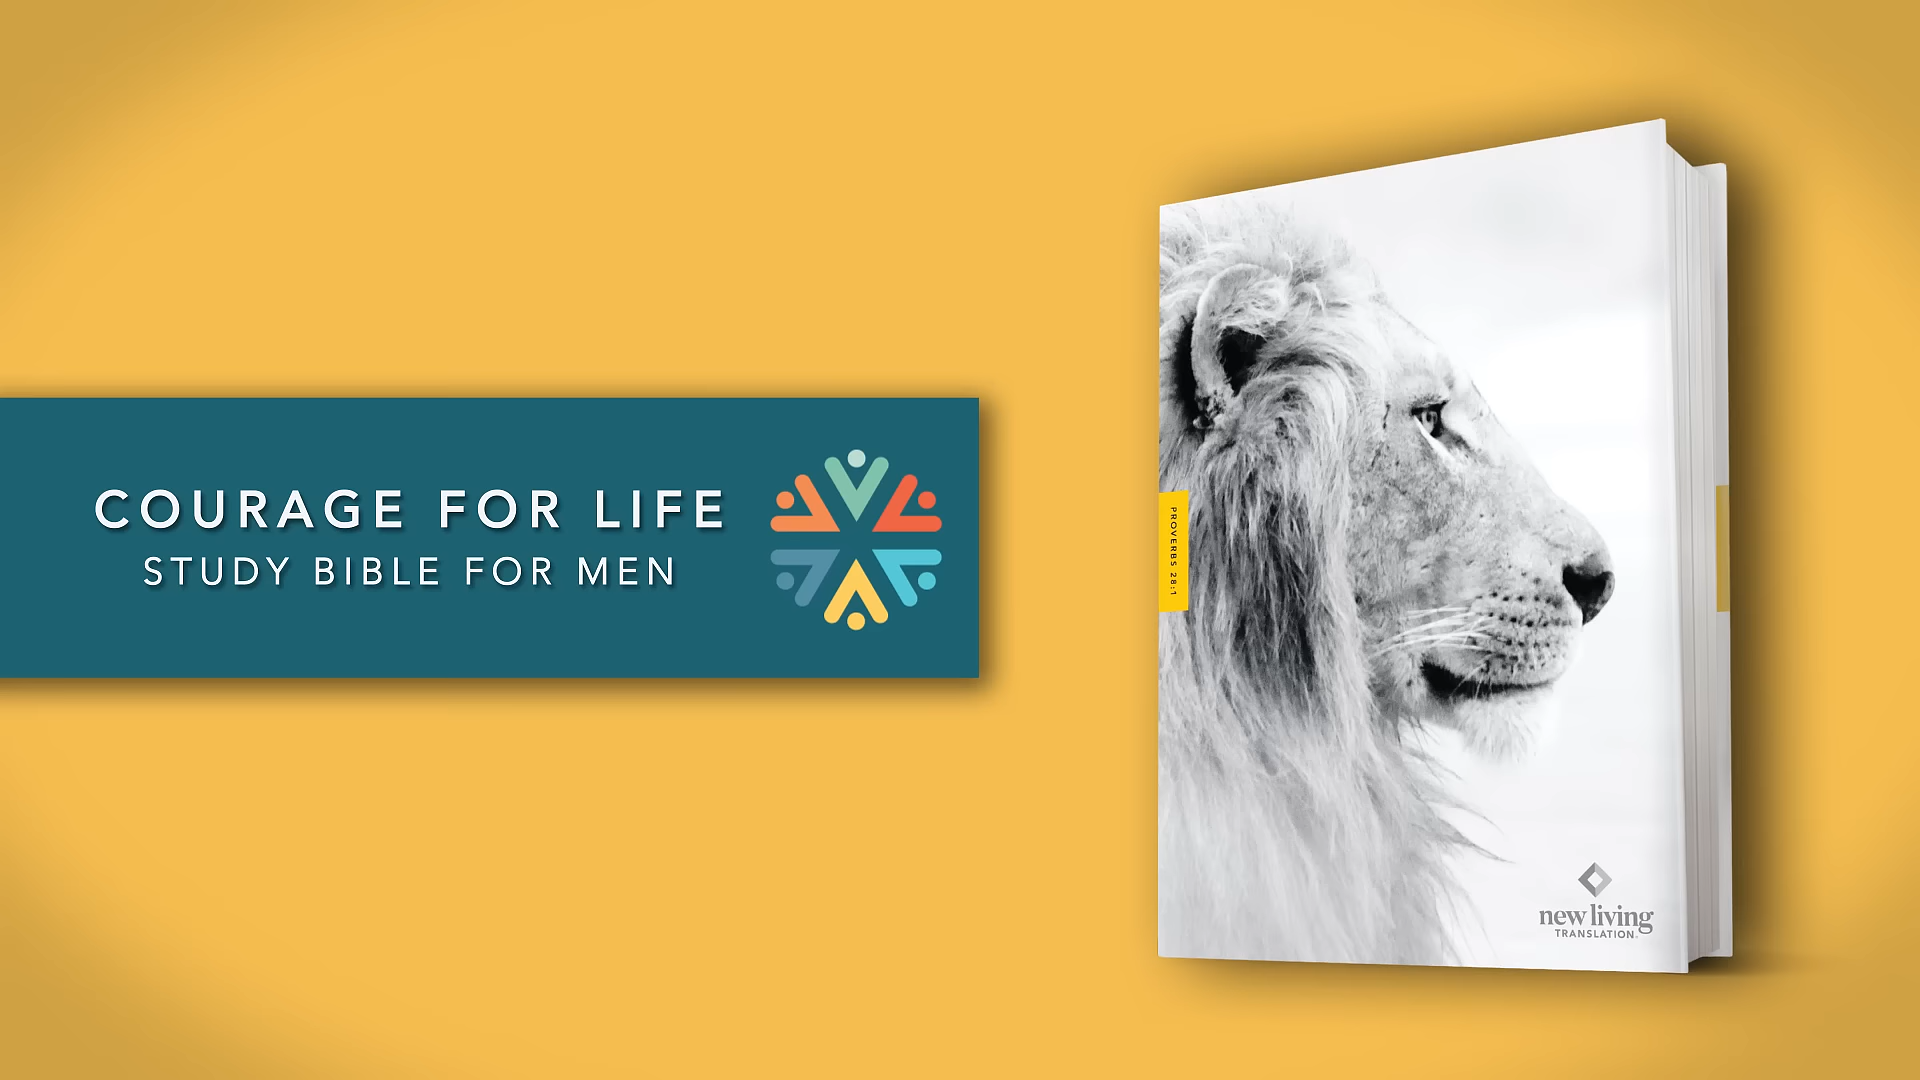 COURAGE FOR LIFE
STUDY BIBLE FOR MEN
PROVERBS 28:1
new living
TRANSLATION